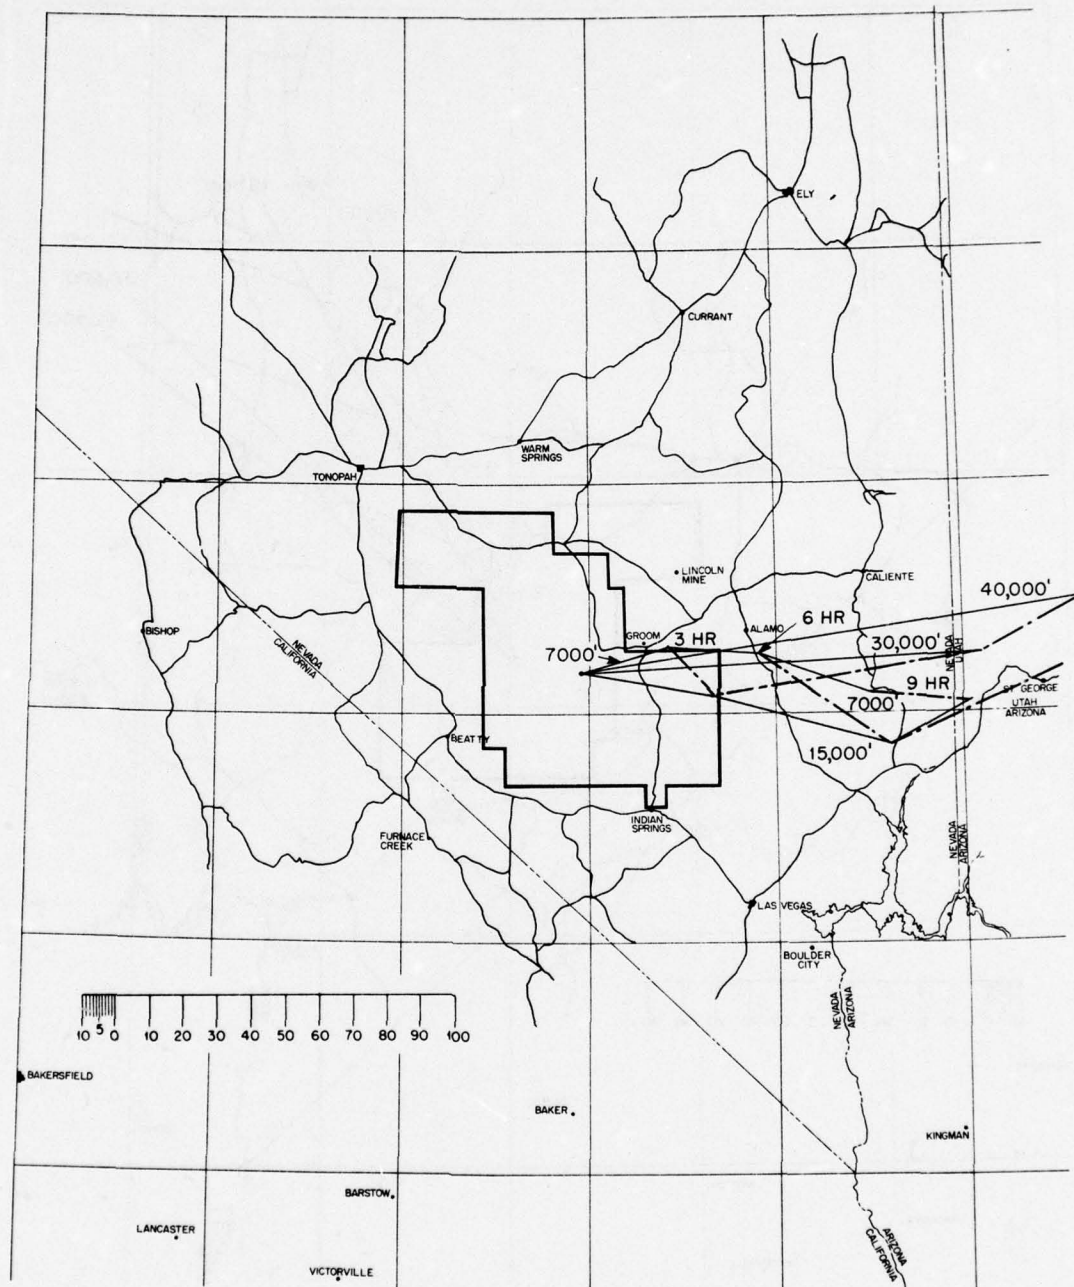 ELY
CURRANT
WARM
SPRINGS
TONOPAH
LINCOLN
MINE
CALIENTE
40,000'
BISHOP
GROOM
3 HR
ALAMO
6 HR
7000'
30,000'
NEVADA
UTAH
NEVADA
CALIFORNIA
9 HR
7000'
ST GEORGE
UTAH
ARIZONA
BEATTY
15,000'
INDIAN
SPRINGS
FURNACE
CREEK
NEVADA
ARIZONA
LAS VEGAS
BOULDER
CITY
NEVADA
ARIZONA
10 5 0 10 20 30 40 50 60 70 80 90 100
BAKERSFIELD
BAKER
KINGMAN
BARSTOW
LANCASTER
ARIZONA
CALIFORNIA
VICTORVILLE